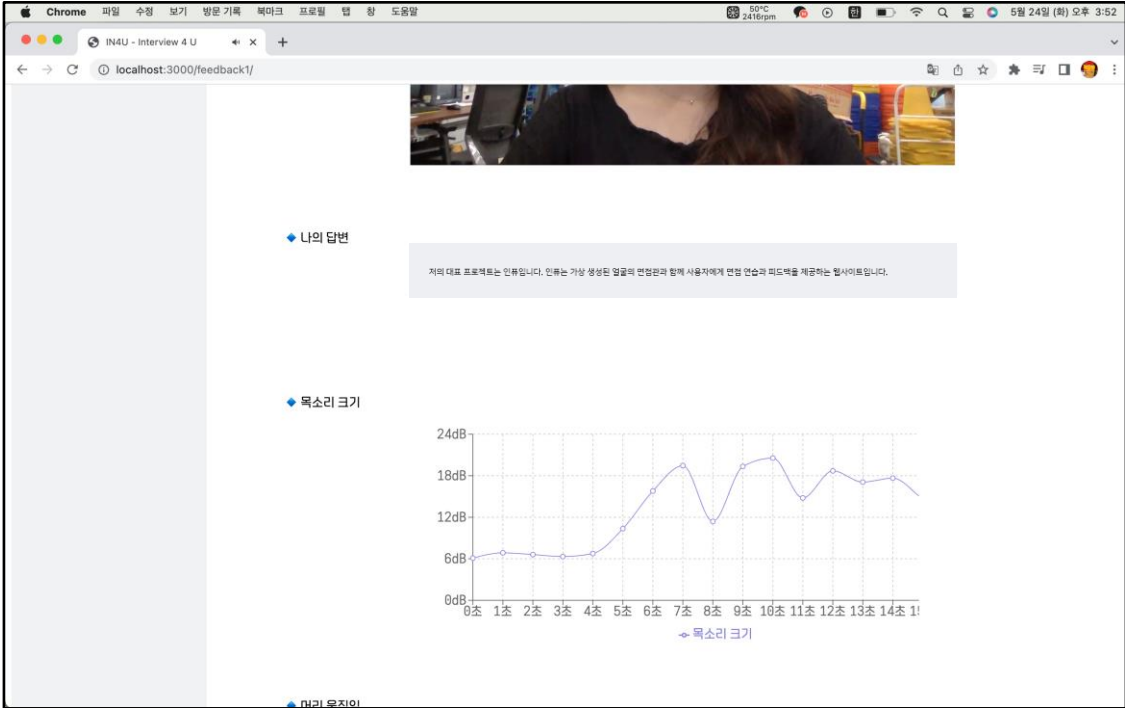 Chrome 파일 수정 보기 방문 기록 북마크 프로필 탭 창 도움말 50°C 2416rpm 한 5월 24일 (화) 오후 3:52
IN4U - Interview 4 U
localhost:3000/feedback1/
나의 답변
저의 대표 프로젝트는 인퓨입니다. 인퓨는 가상 생성된 얼굴의 면접관과 함께 사용자에게 면접 연습과 피드백을 제공하는 웹사이트입니다.
목소리 크기
24dB
18dB
12dB
6dB
0dB
0초 1초 2초 3초 4초 5초 6초 7초 8초 9초 10초 11초 12초 13초 14초
목소리 크기
머리 움직임